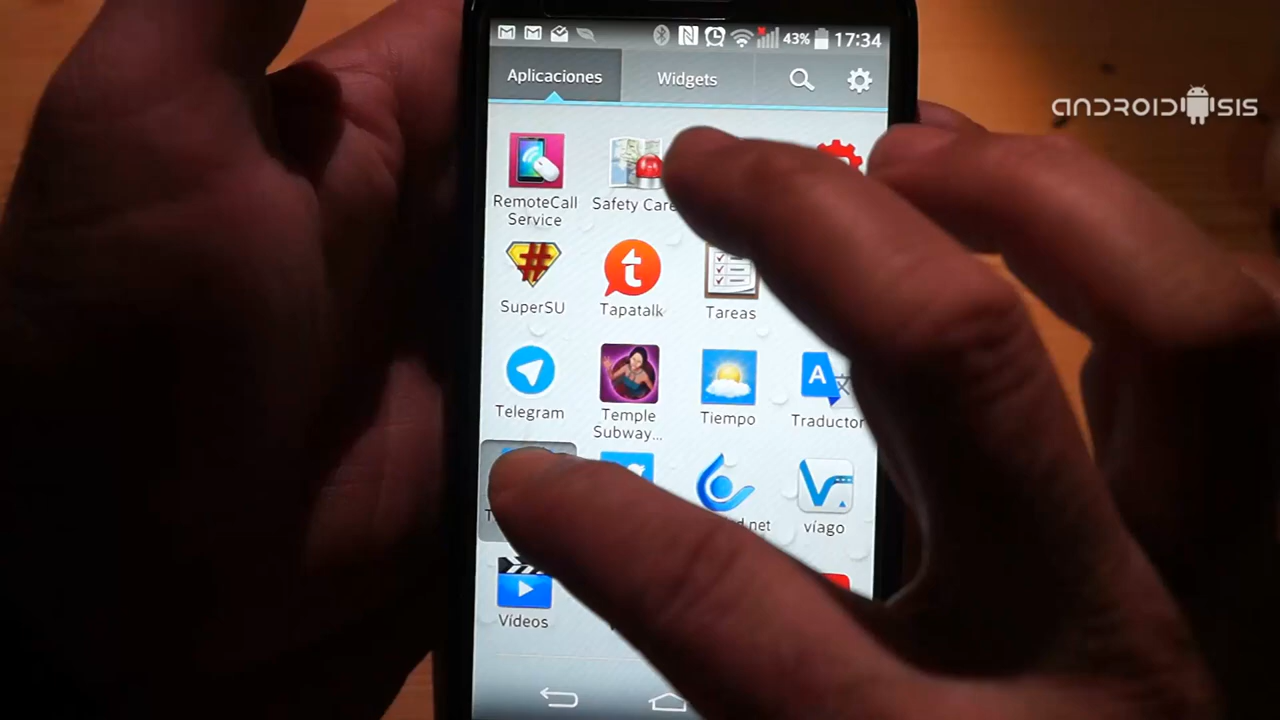 43% 17:34
Aplicaciones
Widgets
ANDROIDSIS
RemoteCall
Service
Safety Care
SuperSU
Tapatalk
Tareas
Telegram
Temple
Subway...
Tiempo
Traductor
víago
Vídeos